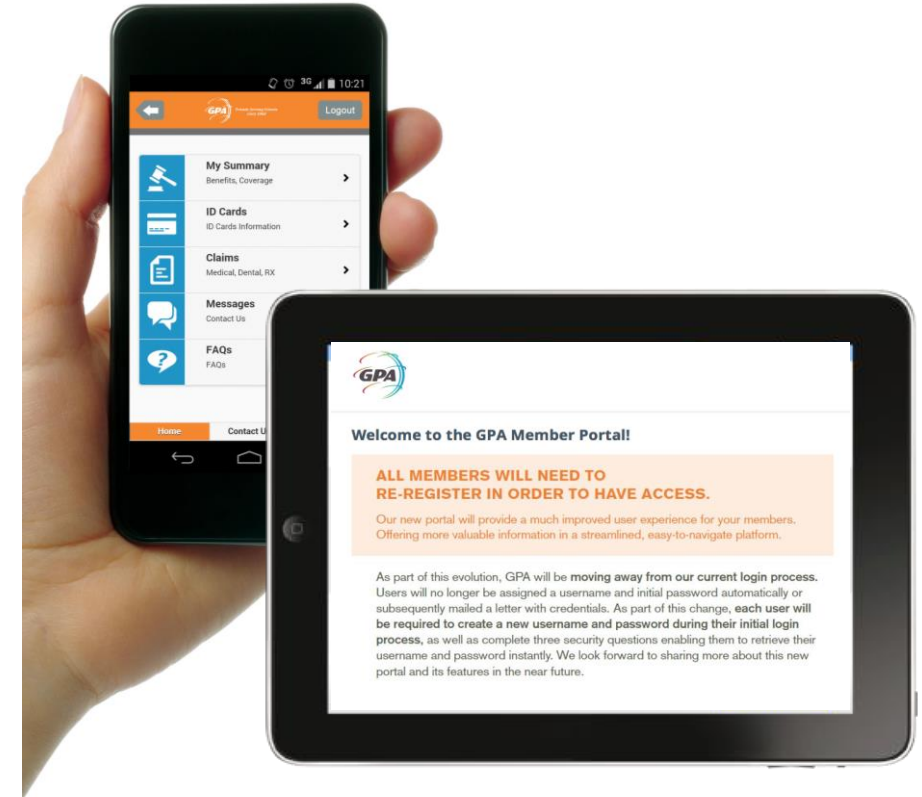 3G 10:21
GPA
Logout
My Summary
Benefits, Coverage
ID Cards
ID Cards Information
Claims
Medical, Dental, RX
Messages
Contact Us
FAQs
FAQs
Home Contact U
GPA
Welcome to the GPA Member Portal!
ALL MEMBERS WILL NEED TO
RE-REGISTER IN ORDER TO HAVE ACCESS.
Our new portal will provide a much improved user experience for your members.
Offering more valuable information in a streamlined, easy-to-navigate platform.
As part of this evolution, GPA will be moving away from our current login process.
Users will no longer be assigned a username and initial password automatically or
subsequently mailed a letter with credentials. As part of this change, each user will
be required to create a new username and password during their initial login
process, as well as complete three security questions enabling them to retrieve their
username and password instantly. We look forward to sharing more about this new
portal and its features in the near future.